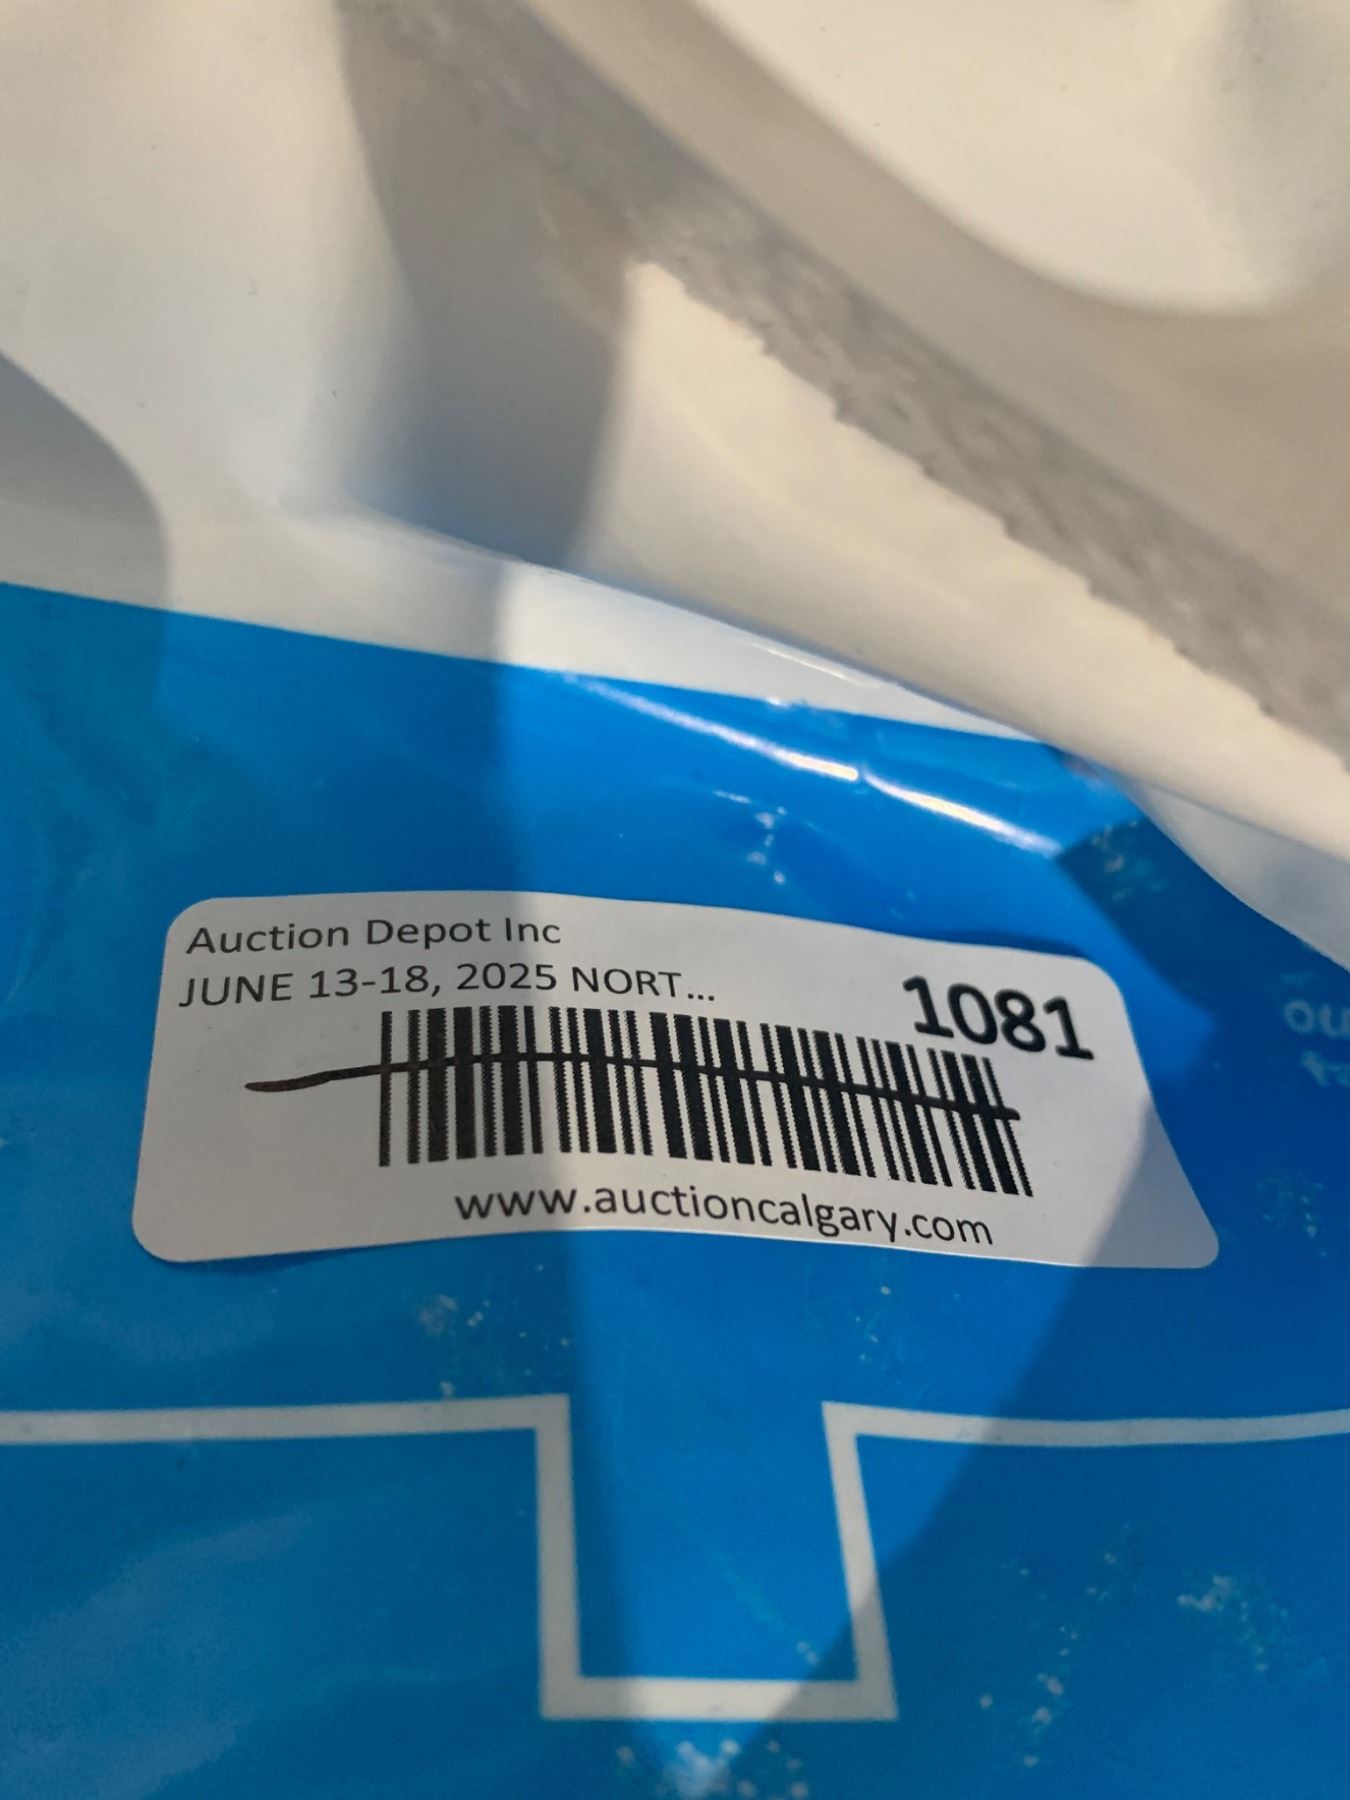 Auction Depot Inc
JUNE 13-18, 2025 NORT...
1081
www.auctioncalgary.com